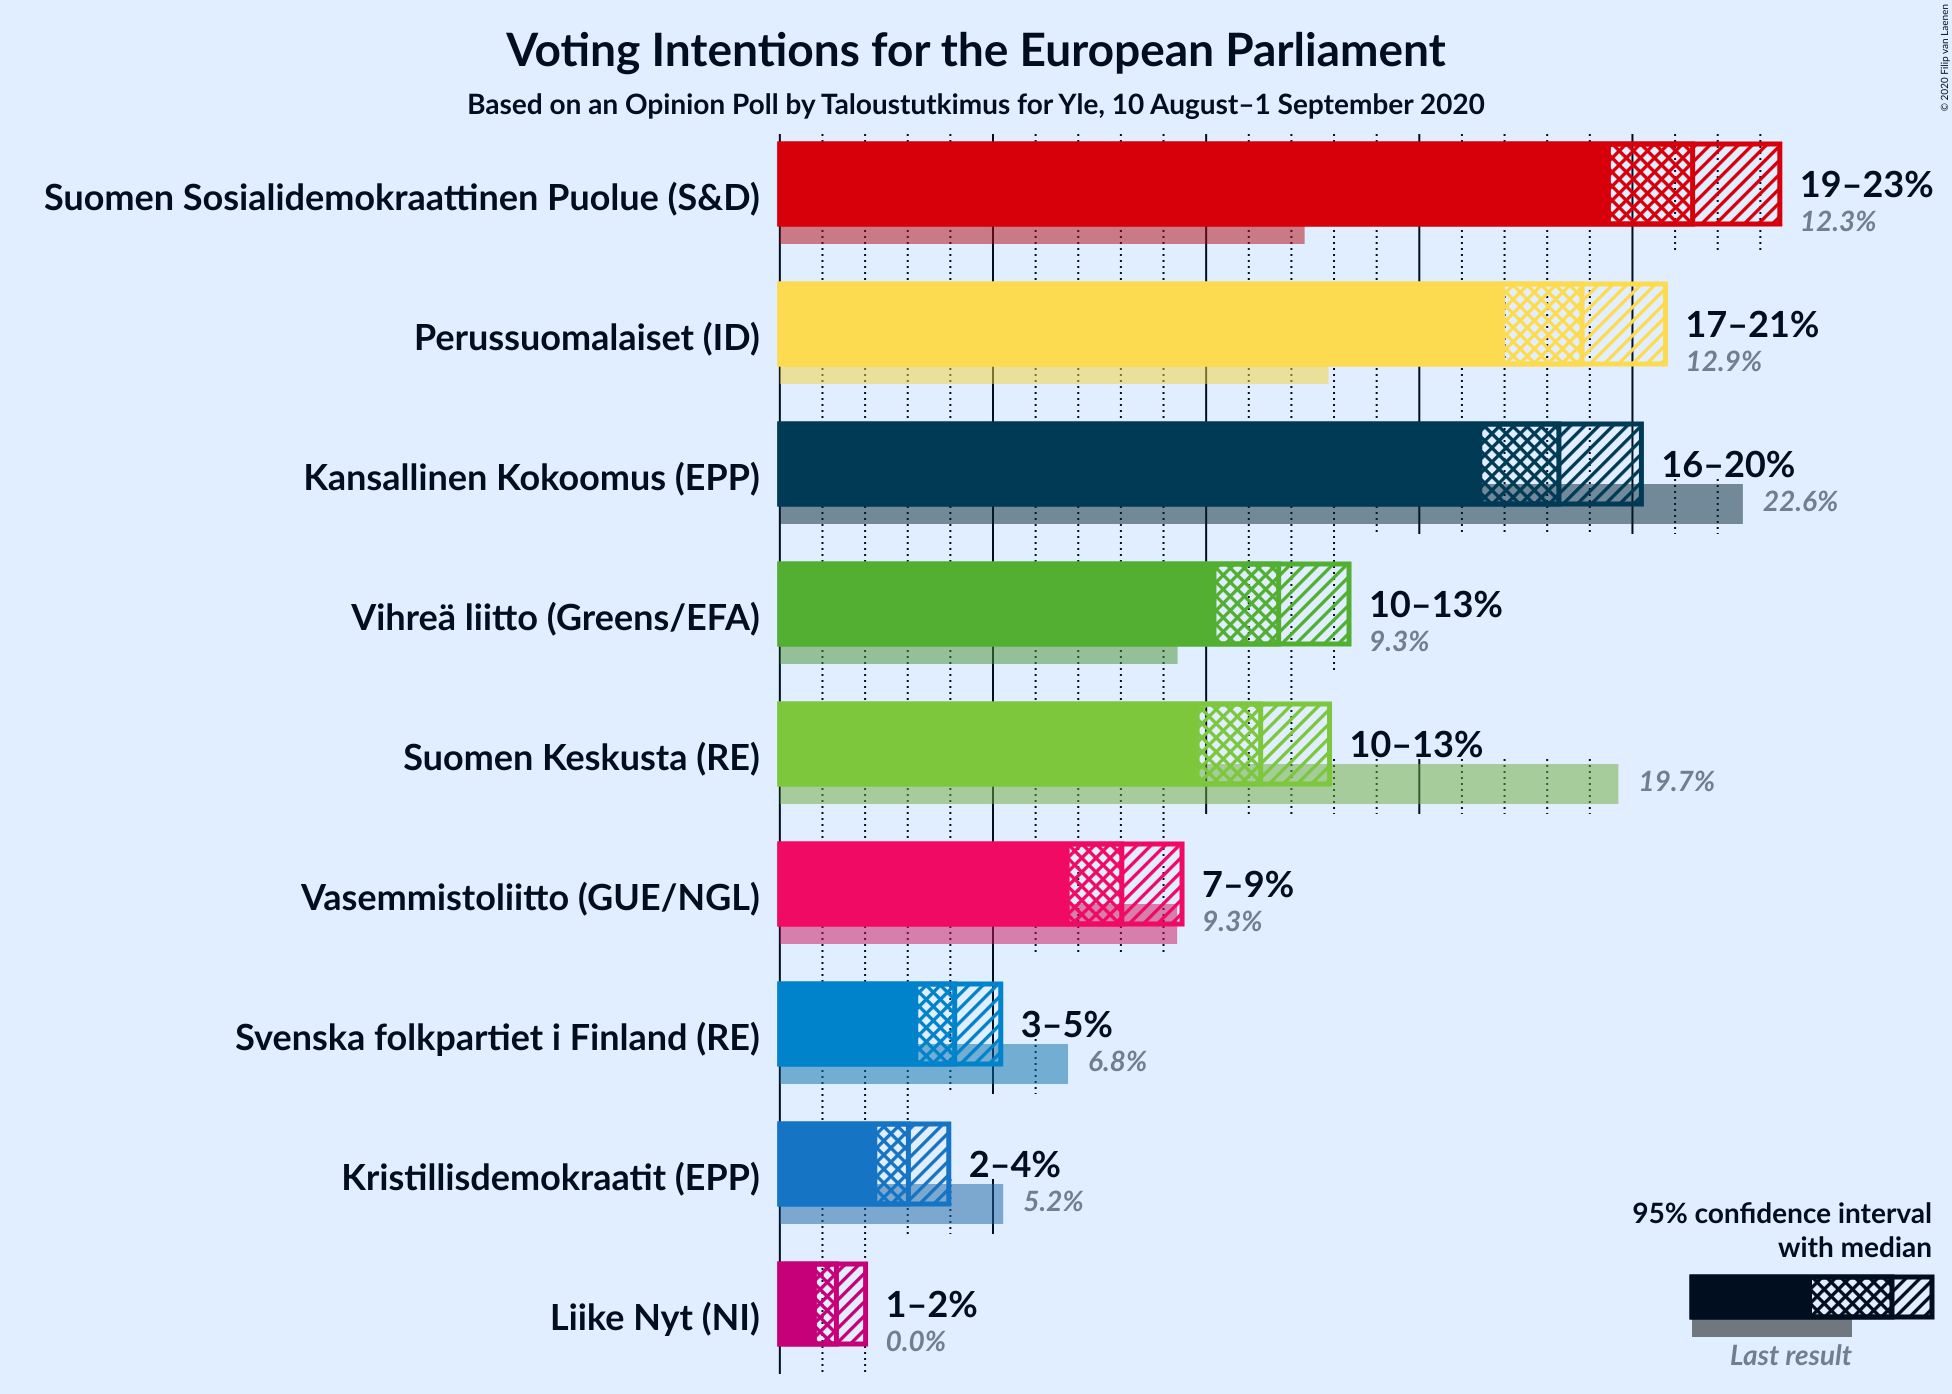 Voting Intentions for the European Parliament
Based on an Opinion Poll by Taloustutkimus for Yle, 10 August–1 September 2020
© 2020 Filip van Laenen
Suomen Sosialidemokraattinen Puolue (S&D)
19–23%
12.3%
Perussuomalaiset (ID)
17–21%
12.9%
Kansallinen Kokoomus (EPP)
16–20%
22.6%
Vihreä liitto (Greens/EFA)
10–13%
9.3%
Suomen Keskusta (RE)
10–13%
19.7%
Vasemmistoliitto (GUE/NGL)
7–9%
9.3%
Svenska folkpartiet i Finland (RE)
3–5%
6.8%
Kristillisdemokraatit (EPP)
2–4%
5.2%
Liike Nyt (NI)
1–2%
0.0%
95% confidence interval
with median
Last result